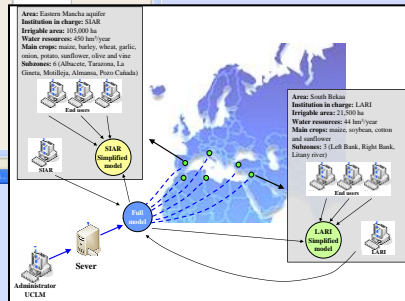 Area: Eastern Mancha aquifer
Institution in charge: SIAR
Irrigable area: 105,000 ha
Water resources: 450 hm³/year
Main crops: maize, barley, wheat, garlic,
onion, potato, sunflower, olive and vine
Subzones: 6 (Albacete, Tarazona, La
Gineta, Motilleja, Almansa, Pozo Cañada)
End users
SIAR
Simplified
model
SIAR
Area: South Bekaa
Institution in charge: LARI
Irrigable area: 21,500 ha
Water resources: 44 hm³/year
Main crops: maize, soybean, cotton
and sunflower
Subzones: 3 (Left Bank, Right Bank,
Litany river)
End users
LARI
Simplified
model
LARI
Full
model
Sever
Administrator
UCLM